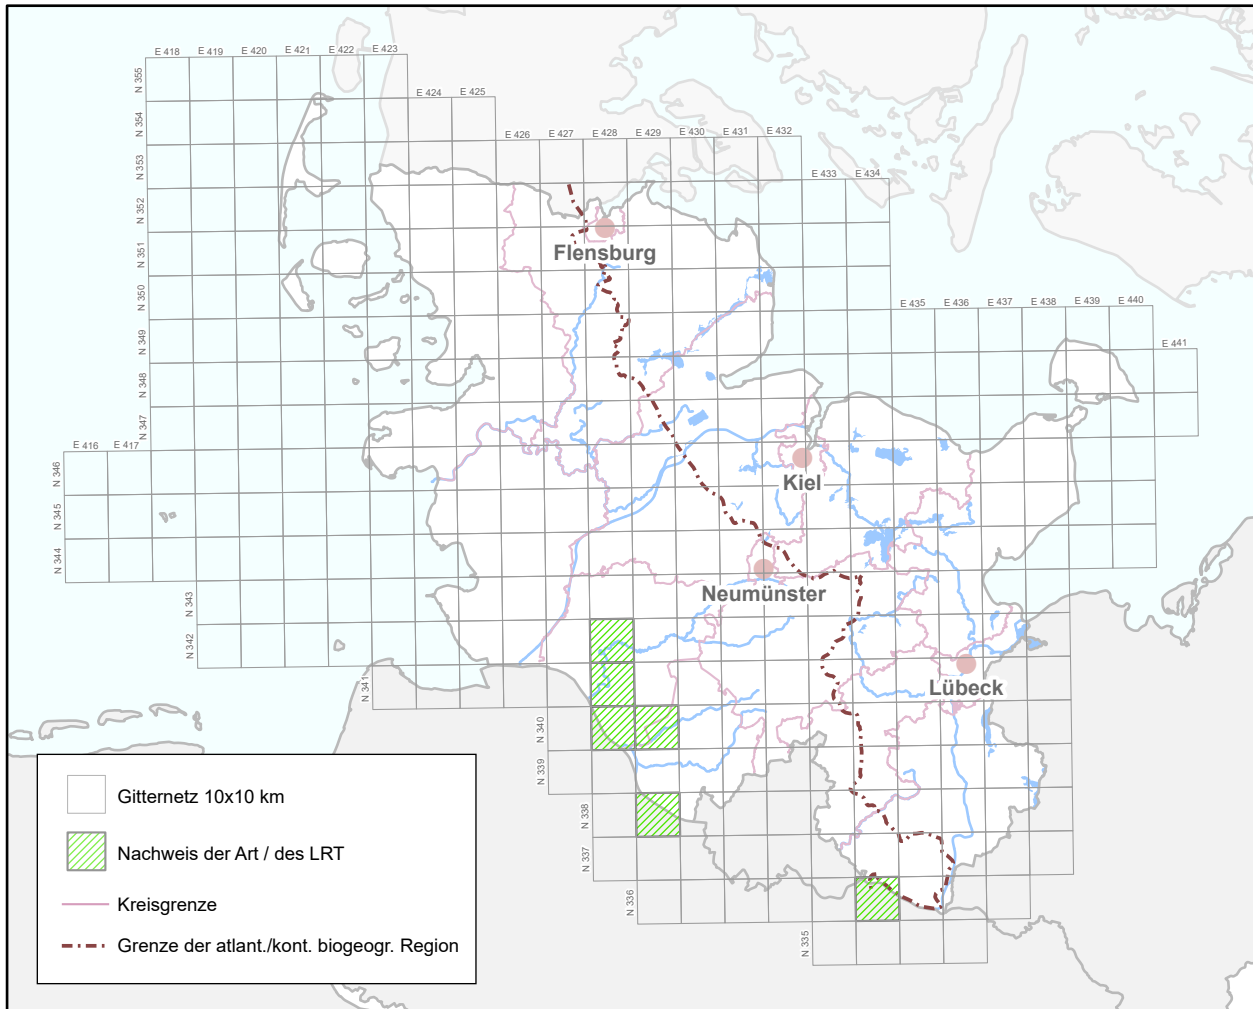 E 418 E 419 E 420 E 421 E 422 E 423
E 424 E 425
E 426 E 427 E 428 E 429 E 430 E 431 E 432
E 433 E 434
E 435 E 436 E 437 E 438 E 439 E 440
E 441
E 416 E 417
N 355
N 354
N 353
N 352
N 351
N 350
N 349
N 348
N 347
N 346
N 345
N 344
N 343
N 342
N 341
N 340
N 339
N 338
N 337
N 336
N 335
Flensburg
Kiel
Neumünster
Lübeck
Gitternetz 10x10 km
Nachweis der Art / des LRT
Kreisgrenze
Grenze der atlant./kont. biogeogr. Region